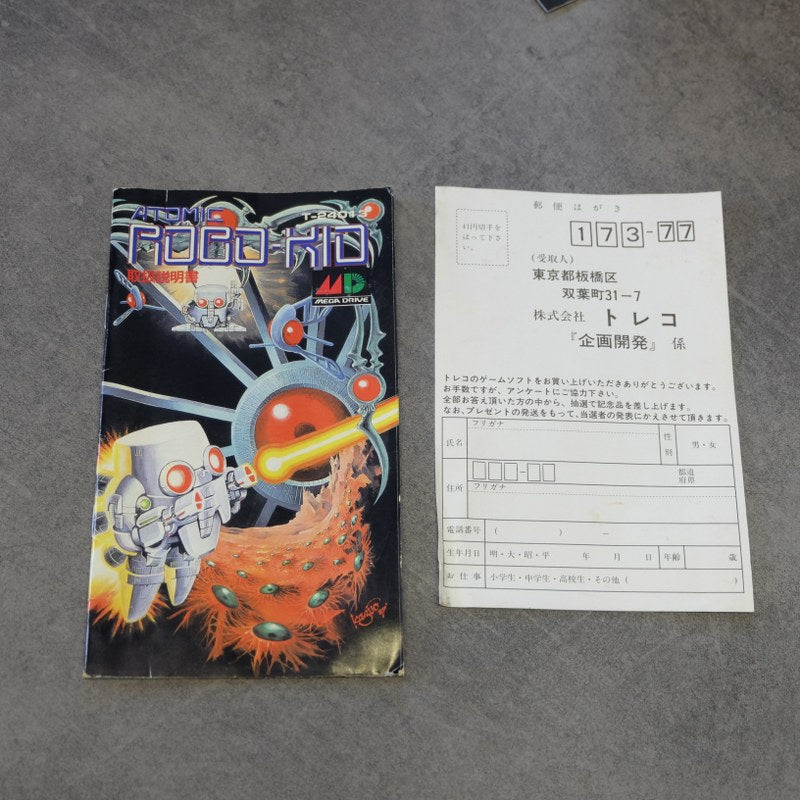 ATOMIC
ROBO-KID
T-24013
取扱説明書
MD
MEGA DRIVE
郵便はがき
41円切手を
はって下さ
い。
173-77
(受取人)
東京都板橋区
双葉町31-7
株式会社 トレコ
『企画開発』係
トレコのゲームソフトをお買い上げいただきありがとうございます。
お手数ですが、アンケートにご協力下さい。
全部お答え頂いた方の中から、抽選で記念品を差し上げます。
なお、プレゼントの発送をもって、当選者の発表にかえさせて頂きます。
フリガナ
氏名
性別
男・女
住所
都道
府県
フリガナ
電話番号 ( ) –
生年月日 明・大・昭・平 年 月 日 年齢 歳
お仕事 小学生・中学生・高校生・その他 ( )